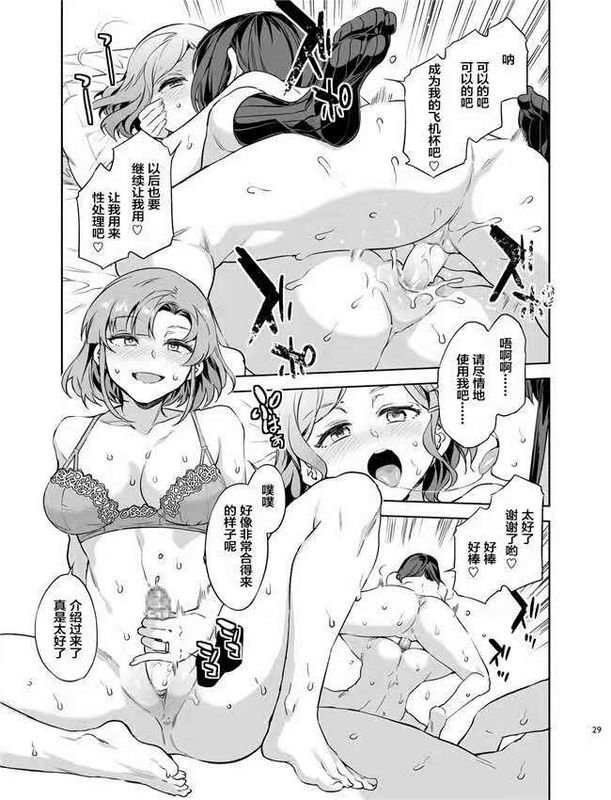 呐
可以的吧
可以的吧
成为我的飞机杯吧♡
以后也要
继续让我用♡
让我用来
性处理吧♡
唔啊啊………
请尽情地
使用我吧………
噗噗
好像非常合得来
的样子呢
介绍过来了
真是太好了
太好了
谢谢了哟♡
好棒
好棒♡
29